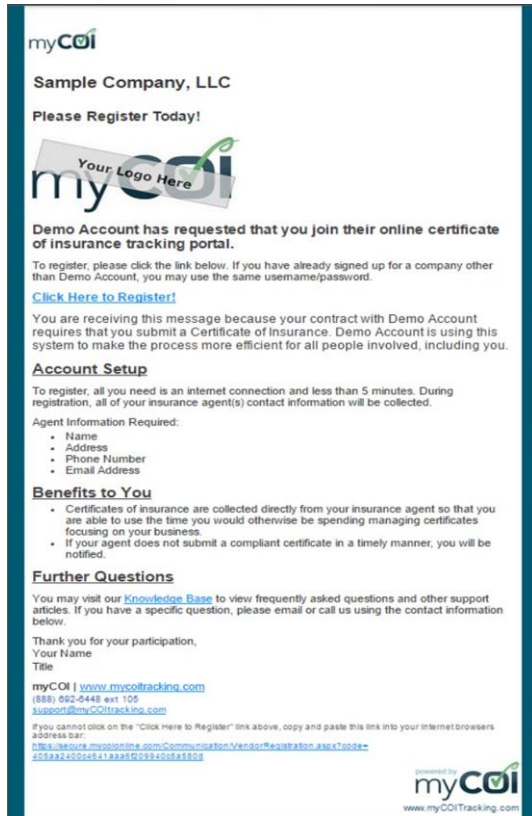 myCOI
Sample Company, LLC
Please Register Today!
myCOI
Your Logo Here
Demo Account has requested that you join their online certificate
of insurance tracking portal.
To register, please click the link below. If you have already signed up for a company other
than Demo Account, you may use the same username/password.
Click Here to Register!
You are receiving this message because your contract with Demo Account
requires that you submit a Certificate of Insurance. Demo Account is using this
system to make the process more efficient for all people involved, including you.
Account Setup
To register, all you need is an internet connection and less than 5 minutes. During
registration, all of your insurance agent(s) contact information will be collected.
Agent Information Required:
• Name
• Address
• Phone Number
• Email Address
Benefits to You
• Certificates of insurance are collected directly from your insurance agent so that you
are able to use the time you would otherwise be spending managing certificates
focusing on your business.
• If your agent does not submit a compliant certificate in a timely manner, you will be
notified.
Further Questions
You may visit our Knowledge Base to view frequently asked questions and other support
articles. If you have a specific question, please email or call us using the contact information
below.
Thank you for your participation,
Your Name
Title
myCOI | www.mycoitracking.com
(888) 692-6448 ext 105
support@myCOItracking.com
If you cannot click on the "Click Here to Register" link above, copy and paste this link into your internet browsers
address bar:
https://secure.mycoionline.com/Communication/VendorRegistration.aspx?code=
powered by
myCOI
www.myCOITracking.com